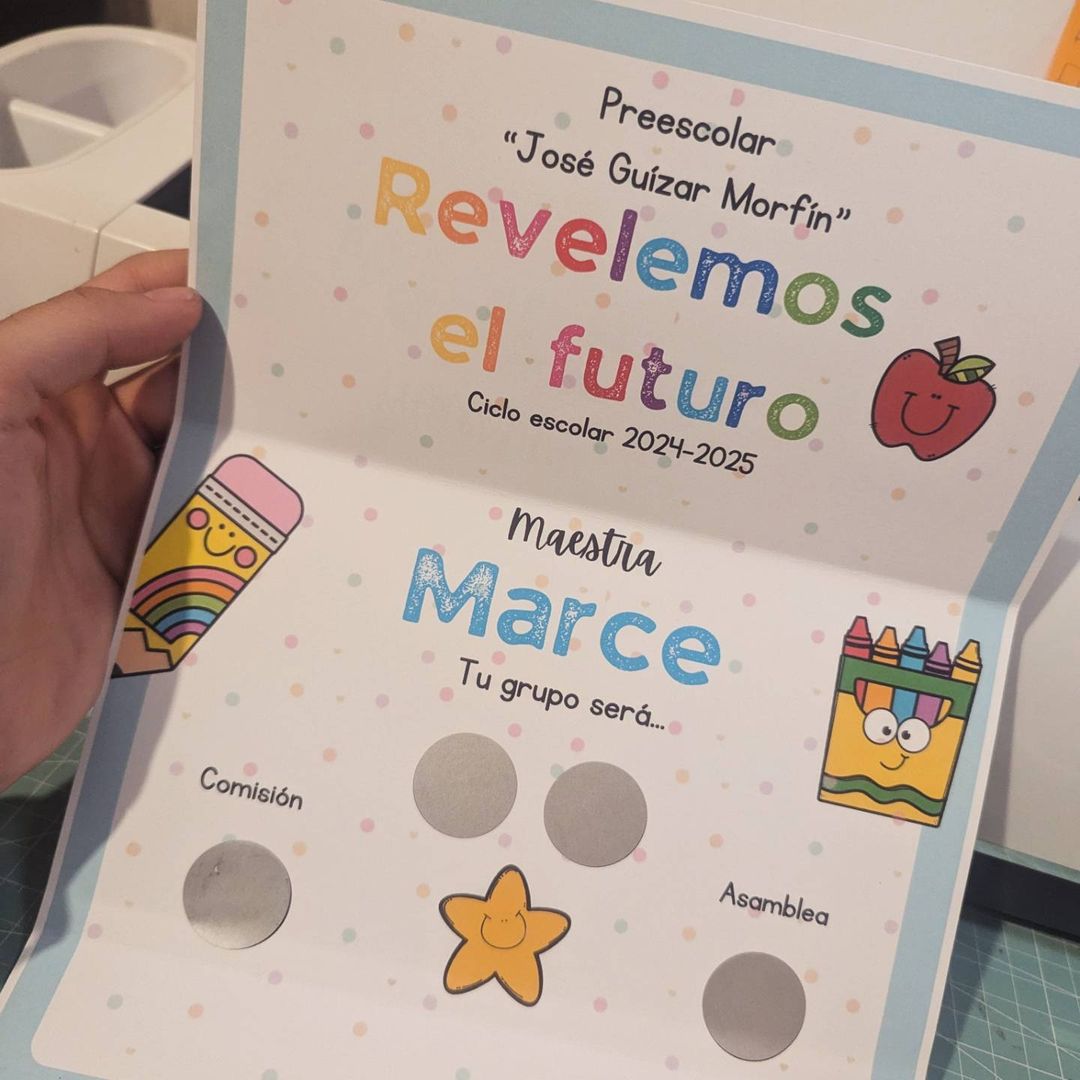 Preescolar
“José Guízar Morfín”
Revelemos
el futuro
Ciclo escolar 2024-2025
Maestra
Marce
Tu grupo será...
Comisión
Asamblea